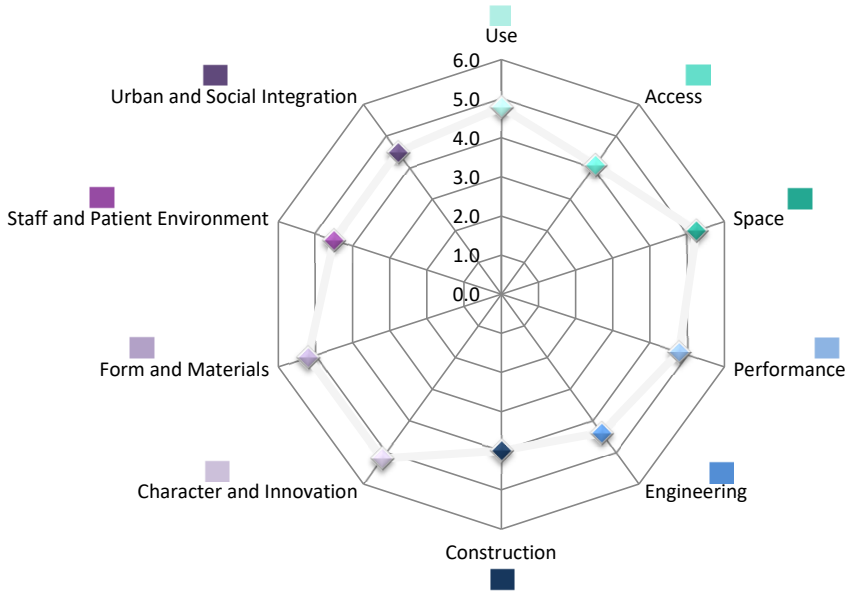 Use
6.0
Urban and Social Integration
Access
5.0
4.0
3.0
Staff and Patient Environment
Space
2.0
1.0
0.0
Form and Materials
Performance
Character and Innovation
Engineering
Construction